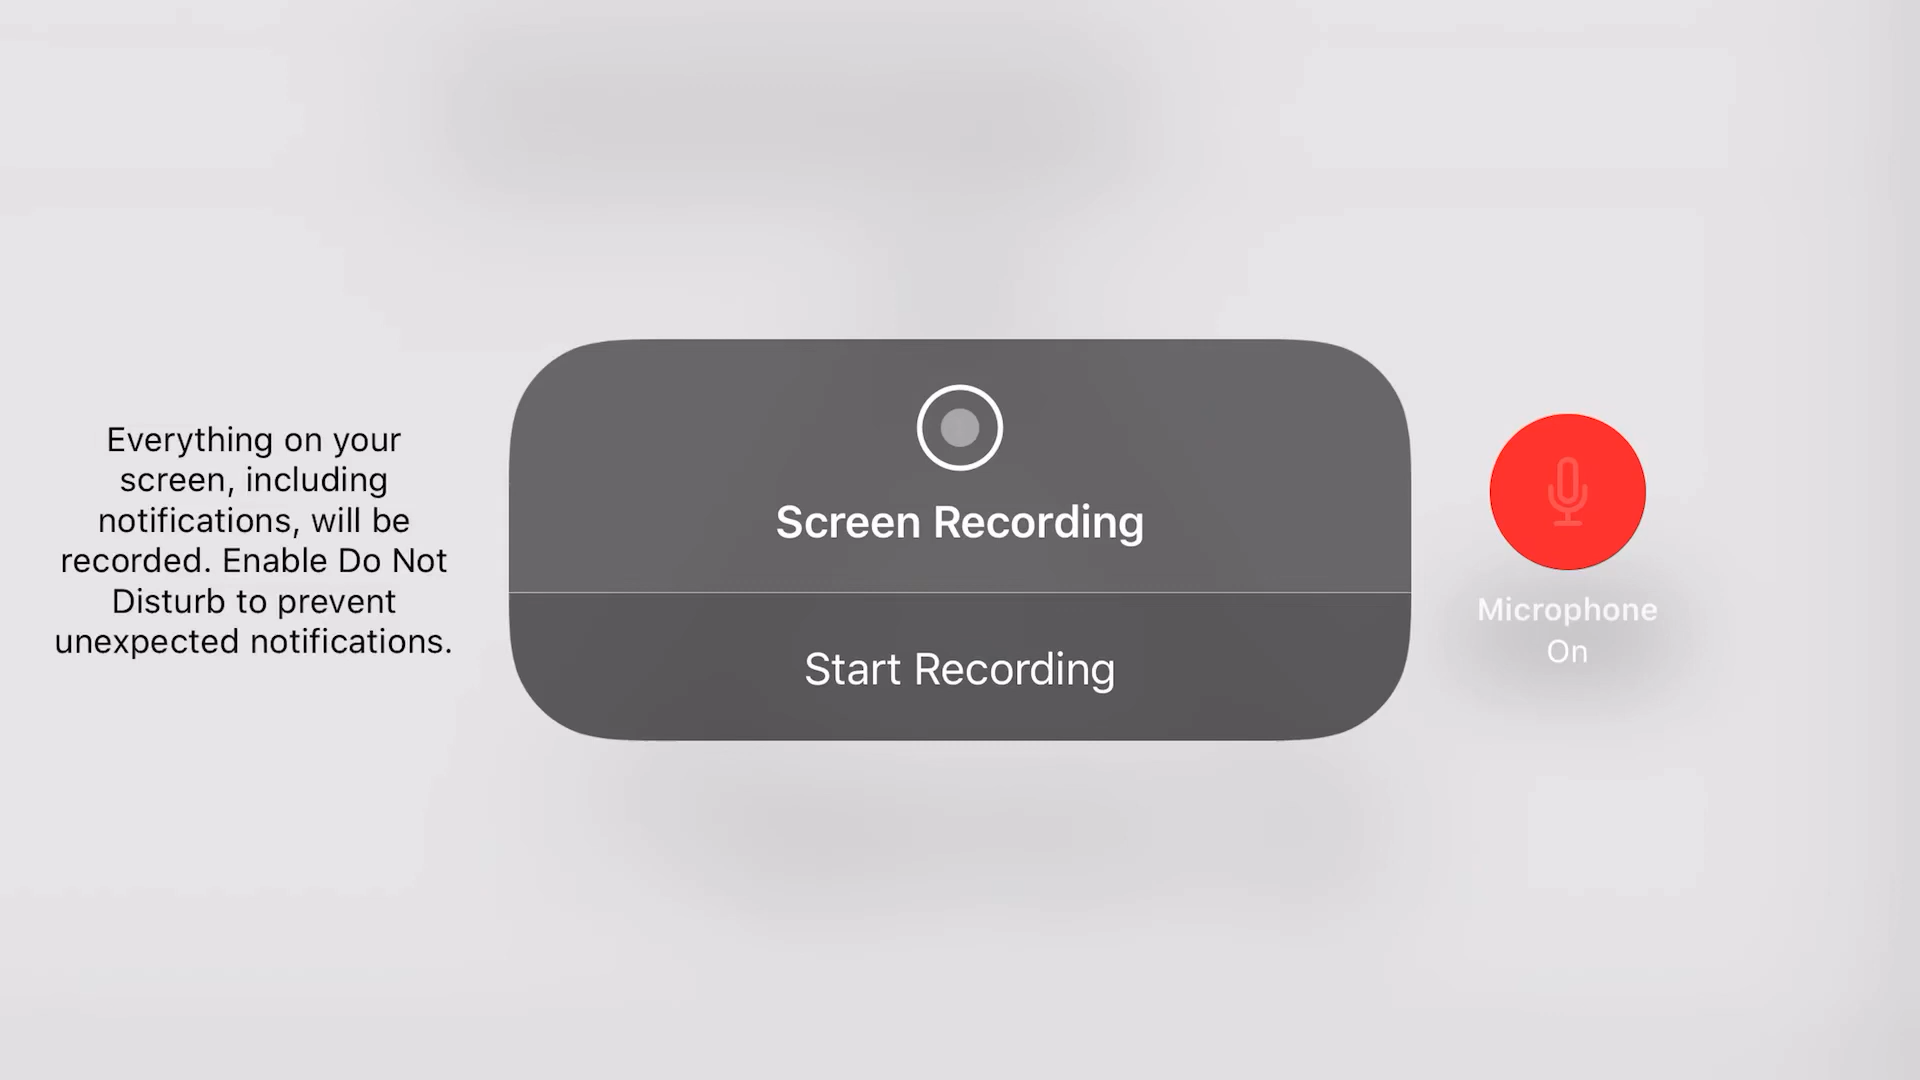 Everything on your
screen, including
notifications, will be
recorded. Enable Do Not
Disturb to prevent
unexpected notifications.
Screen Recording
Start Recording
Microphone
On